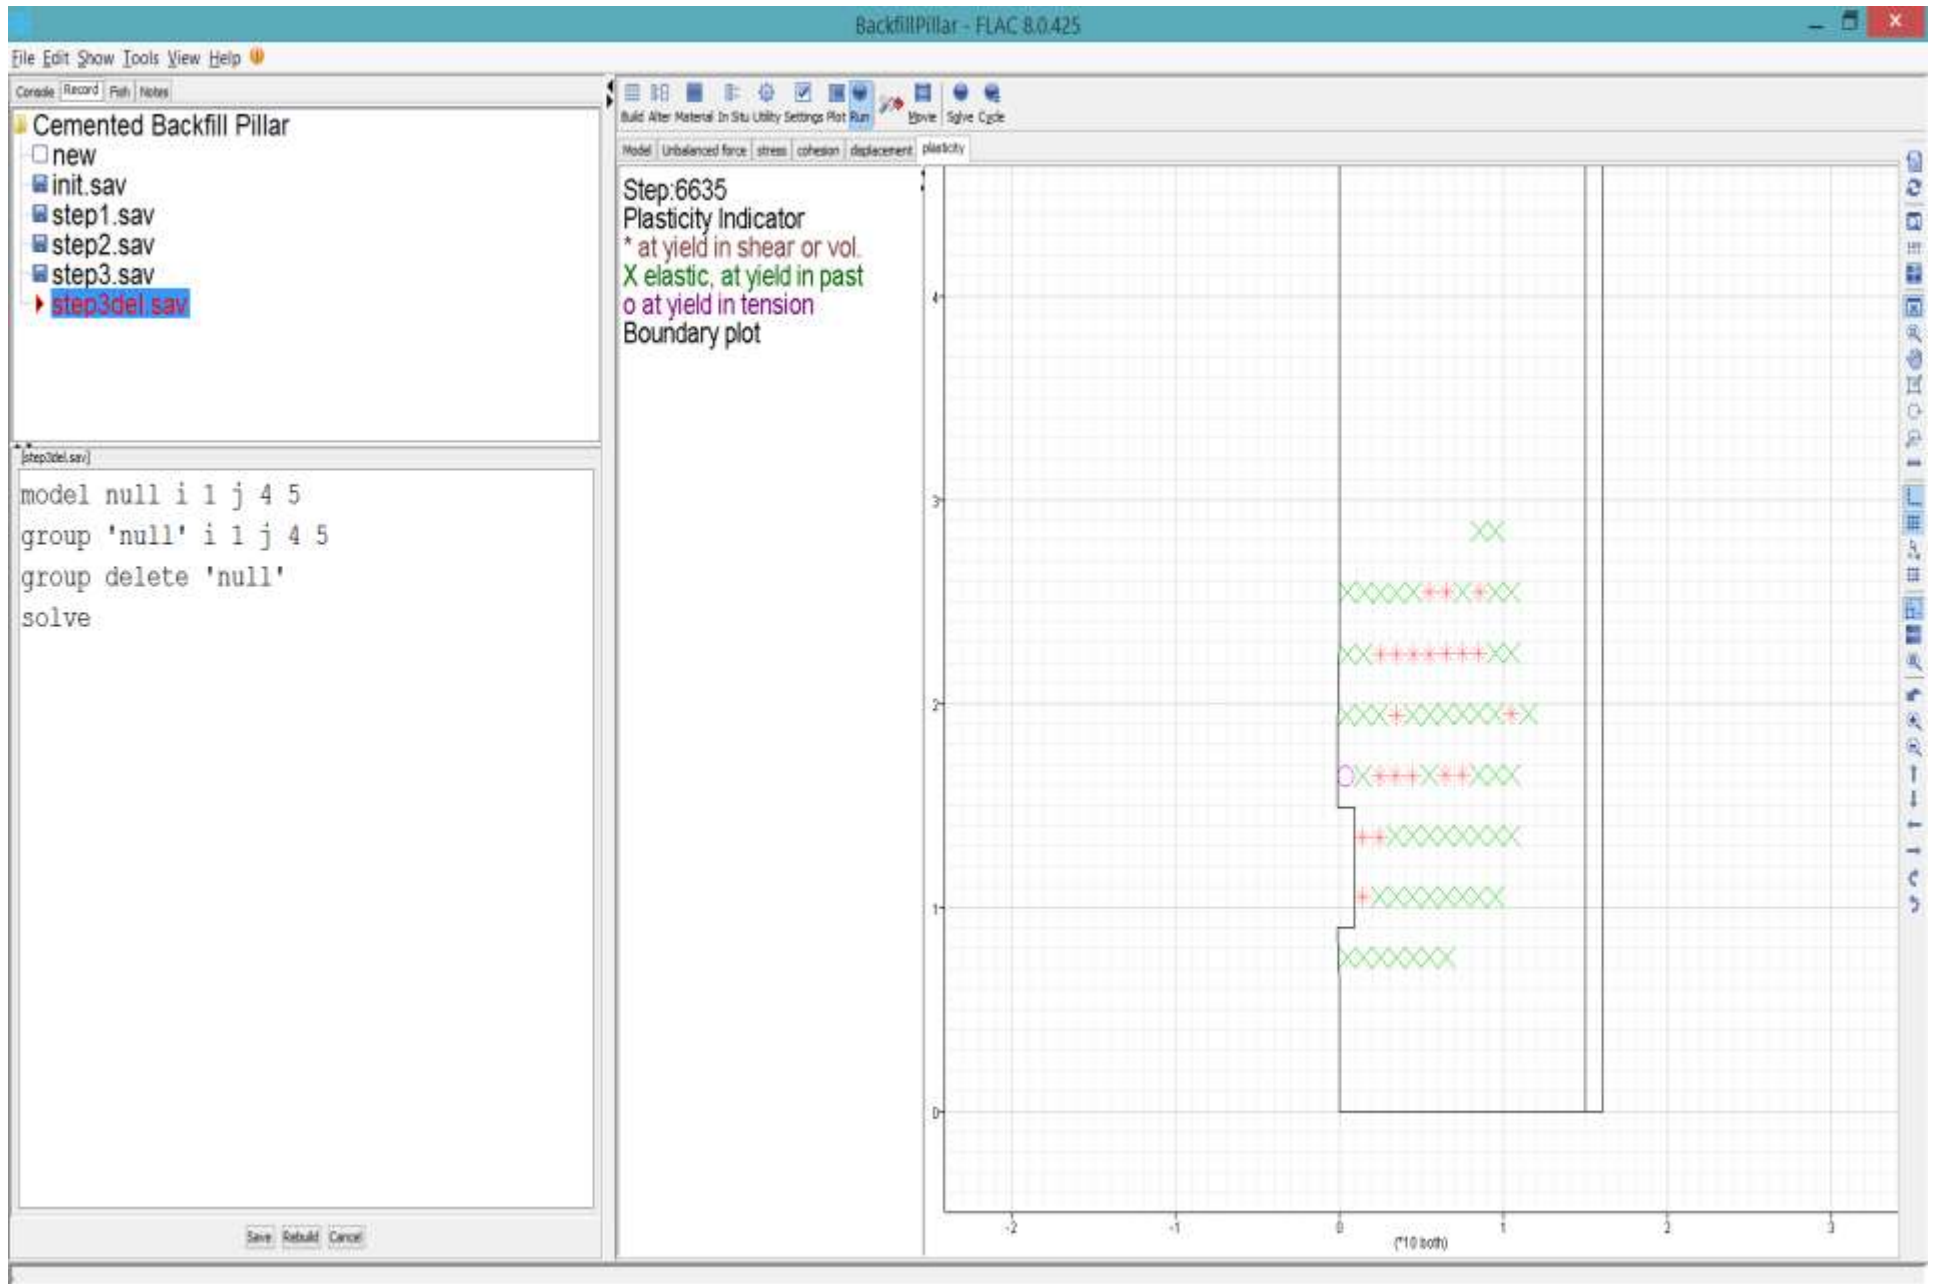 BackfillPillar - FLAC 8.0.425
File Edit Show Tools View Help
Console Record Fish Notes
Cemented Backfill Pillar
new
init.sav
step1.sav
step2.sav
step3.sav
step3del.sav
[step3del.sav]
model null i 1 j 4 5
group 'null' i 1 j 4 5
group delete 'null'
solve
Save Rebuild Cancel
Build Alter Material In Situ Utility Settings Plot Run Movie Solve Cycle
Model Unbalanced force stress cohesion displacement plasticity
Step:6635
Plasticity Indicator
* at yield in shear or vol.
X elastic, at yield in past
o at yield in tension
Boundary plot
4
3
2
1
0
-2 -1 0 1 2 3
(*10 both)